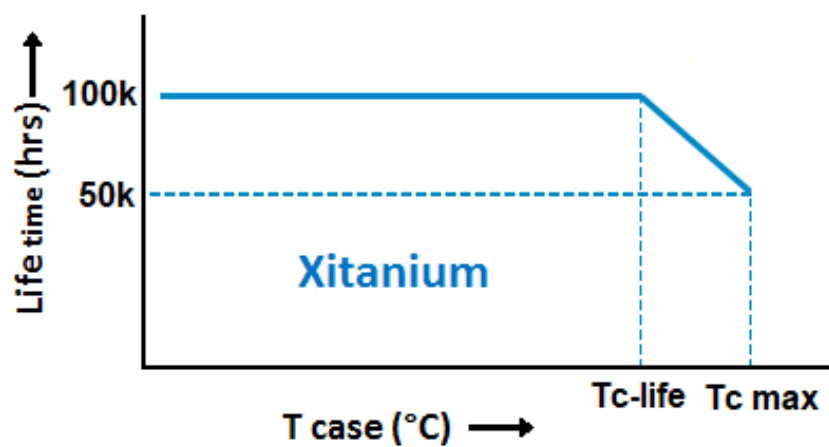 Life time (hrs)
100k
50k
Xitanium
Tc-life
Tc max
T case (°C)